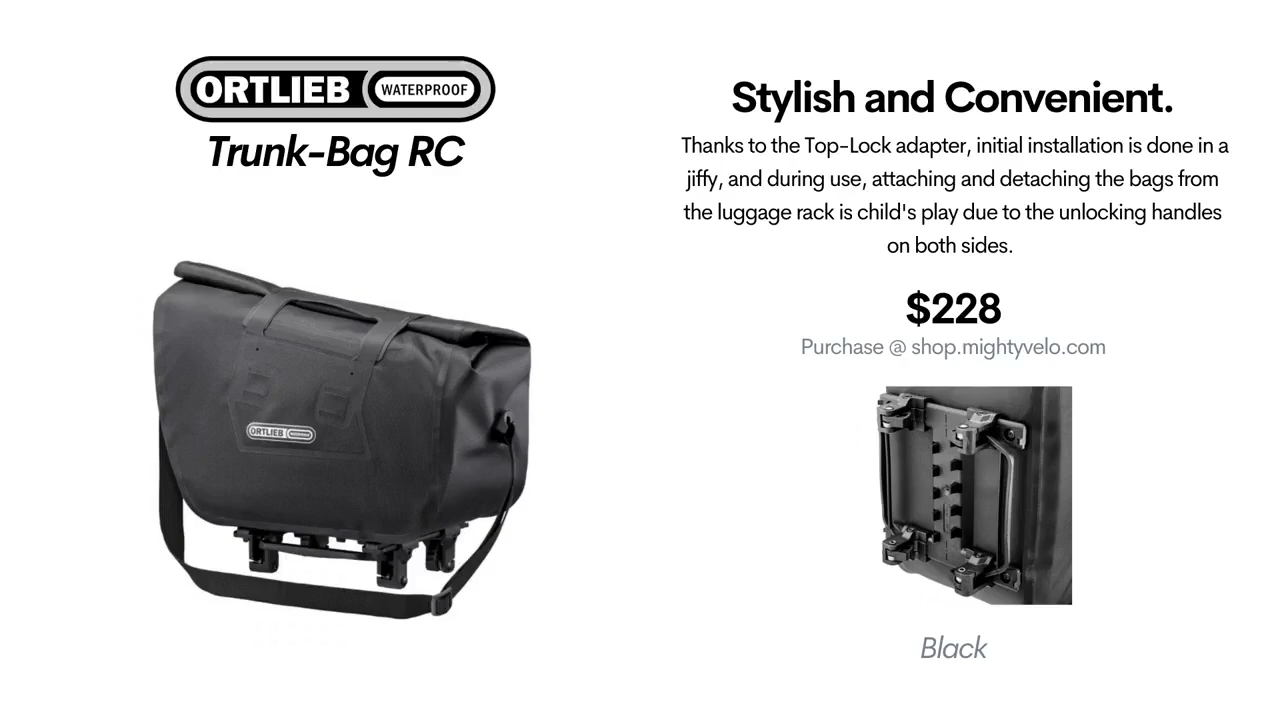 ORTLIEB WATERPROOF
Trunk-Bag RC
ORTLIEB
Stylish and Convenient.
Thanks to the Top-Lock adapter, initial installation is done in a
jiffy, and during use, attaching and detaching the bags from
the luggage rack is child's play due to the unlocking handles
on both sides.
$228
Purchase @ shop.mightyvelo.com
Black